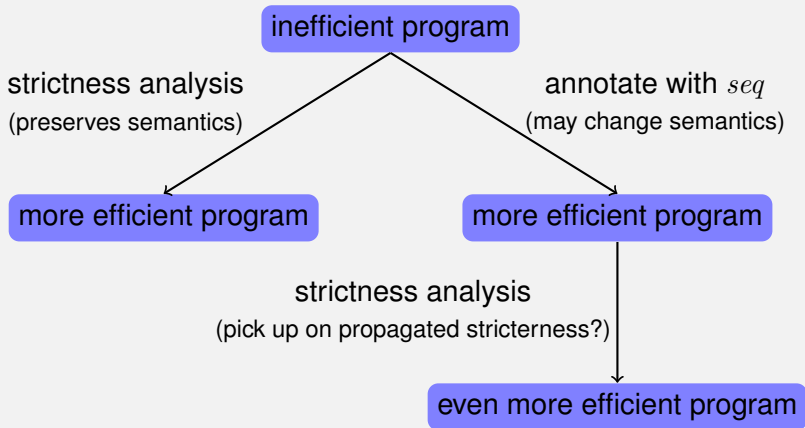 inefficient program
strictness analysis
(preserves semantics)
annotate with seq
(may change semantics)
more efficient program
more efficient program
strictness analysis
(pick up on propagated stricterness?)
even more efficient program